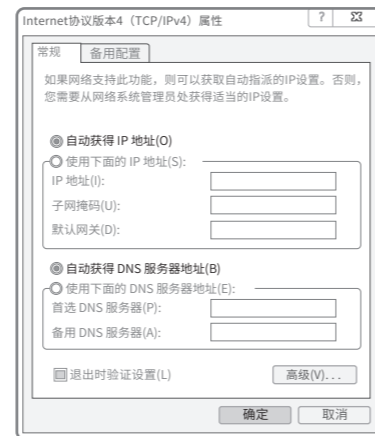 Internet协议版本4（TCP/IPv4）属性
?
常规
备用配置
如果网络支持此功能，则可以获取自动指派的IP设置。否则，
您需要从网络系统管理员处获得适当的IP设置。
自动获得 IP 地址(O)
使用下面的 IP 地址(S):
IP 地址(I):
子网掩码(U):
默认网关(D):
自动获得 DNS 服务器地址(B)
使用下面的 DNS 服务器地址(E):
首选 DNS 服务器(P):
备用 DNS 服务器(A):
退出时验证设置(L)
高级(V)...
确定
取消